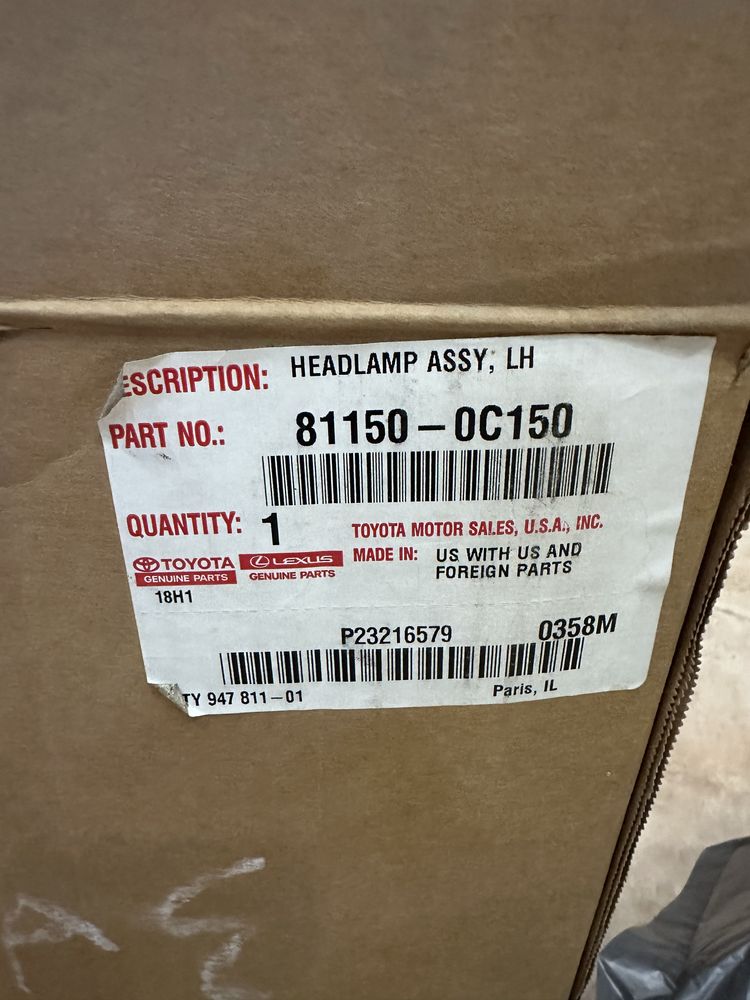 ESCRIPTION: HEADLAMP ASSY, LH
PART NO.: 81150-0C150
QUANTITY: 1
TOYOTA MOTOR SALES, U.S.A., INC.
TOYOTA GENUINE PARTS
LEXUS GENUINE PARTS
MADE IN: US WITH US AND
FOREIGN PARTS
18H1
P23216579 0358M
TY 947 811-01 Paris, IL